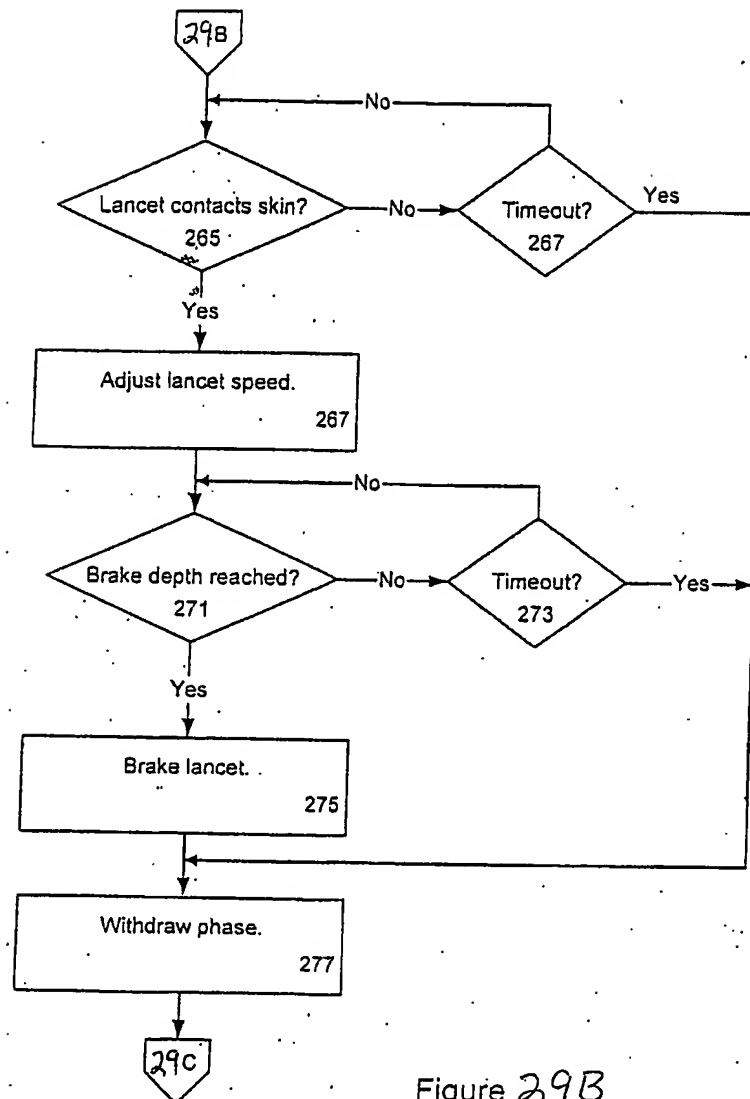 29B
No
Lancet contacts skin?
265
No
Timeout?
267
Yes
Yes
Adjust lancet speed.
267
No
Brake depth reached?
271
No
Timeout?
273
Yes
Yes
Brake lancet.
275
Withdraw phase.
277
29C
Figure 29B